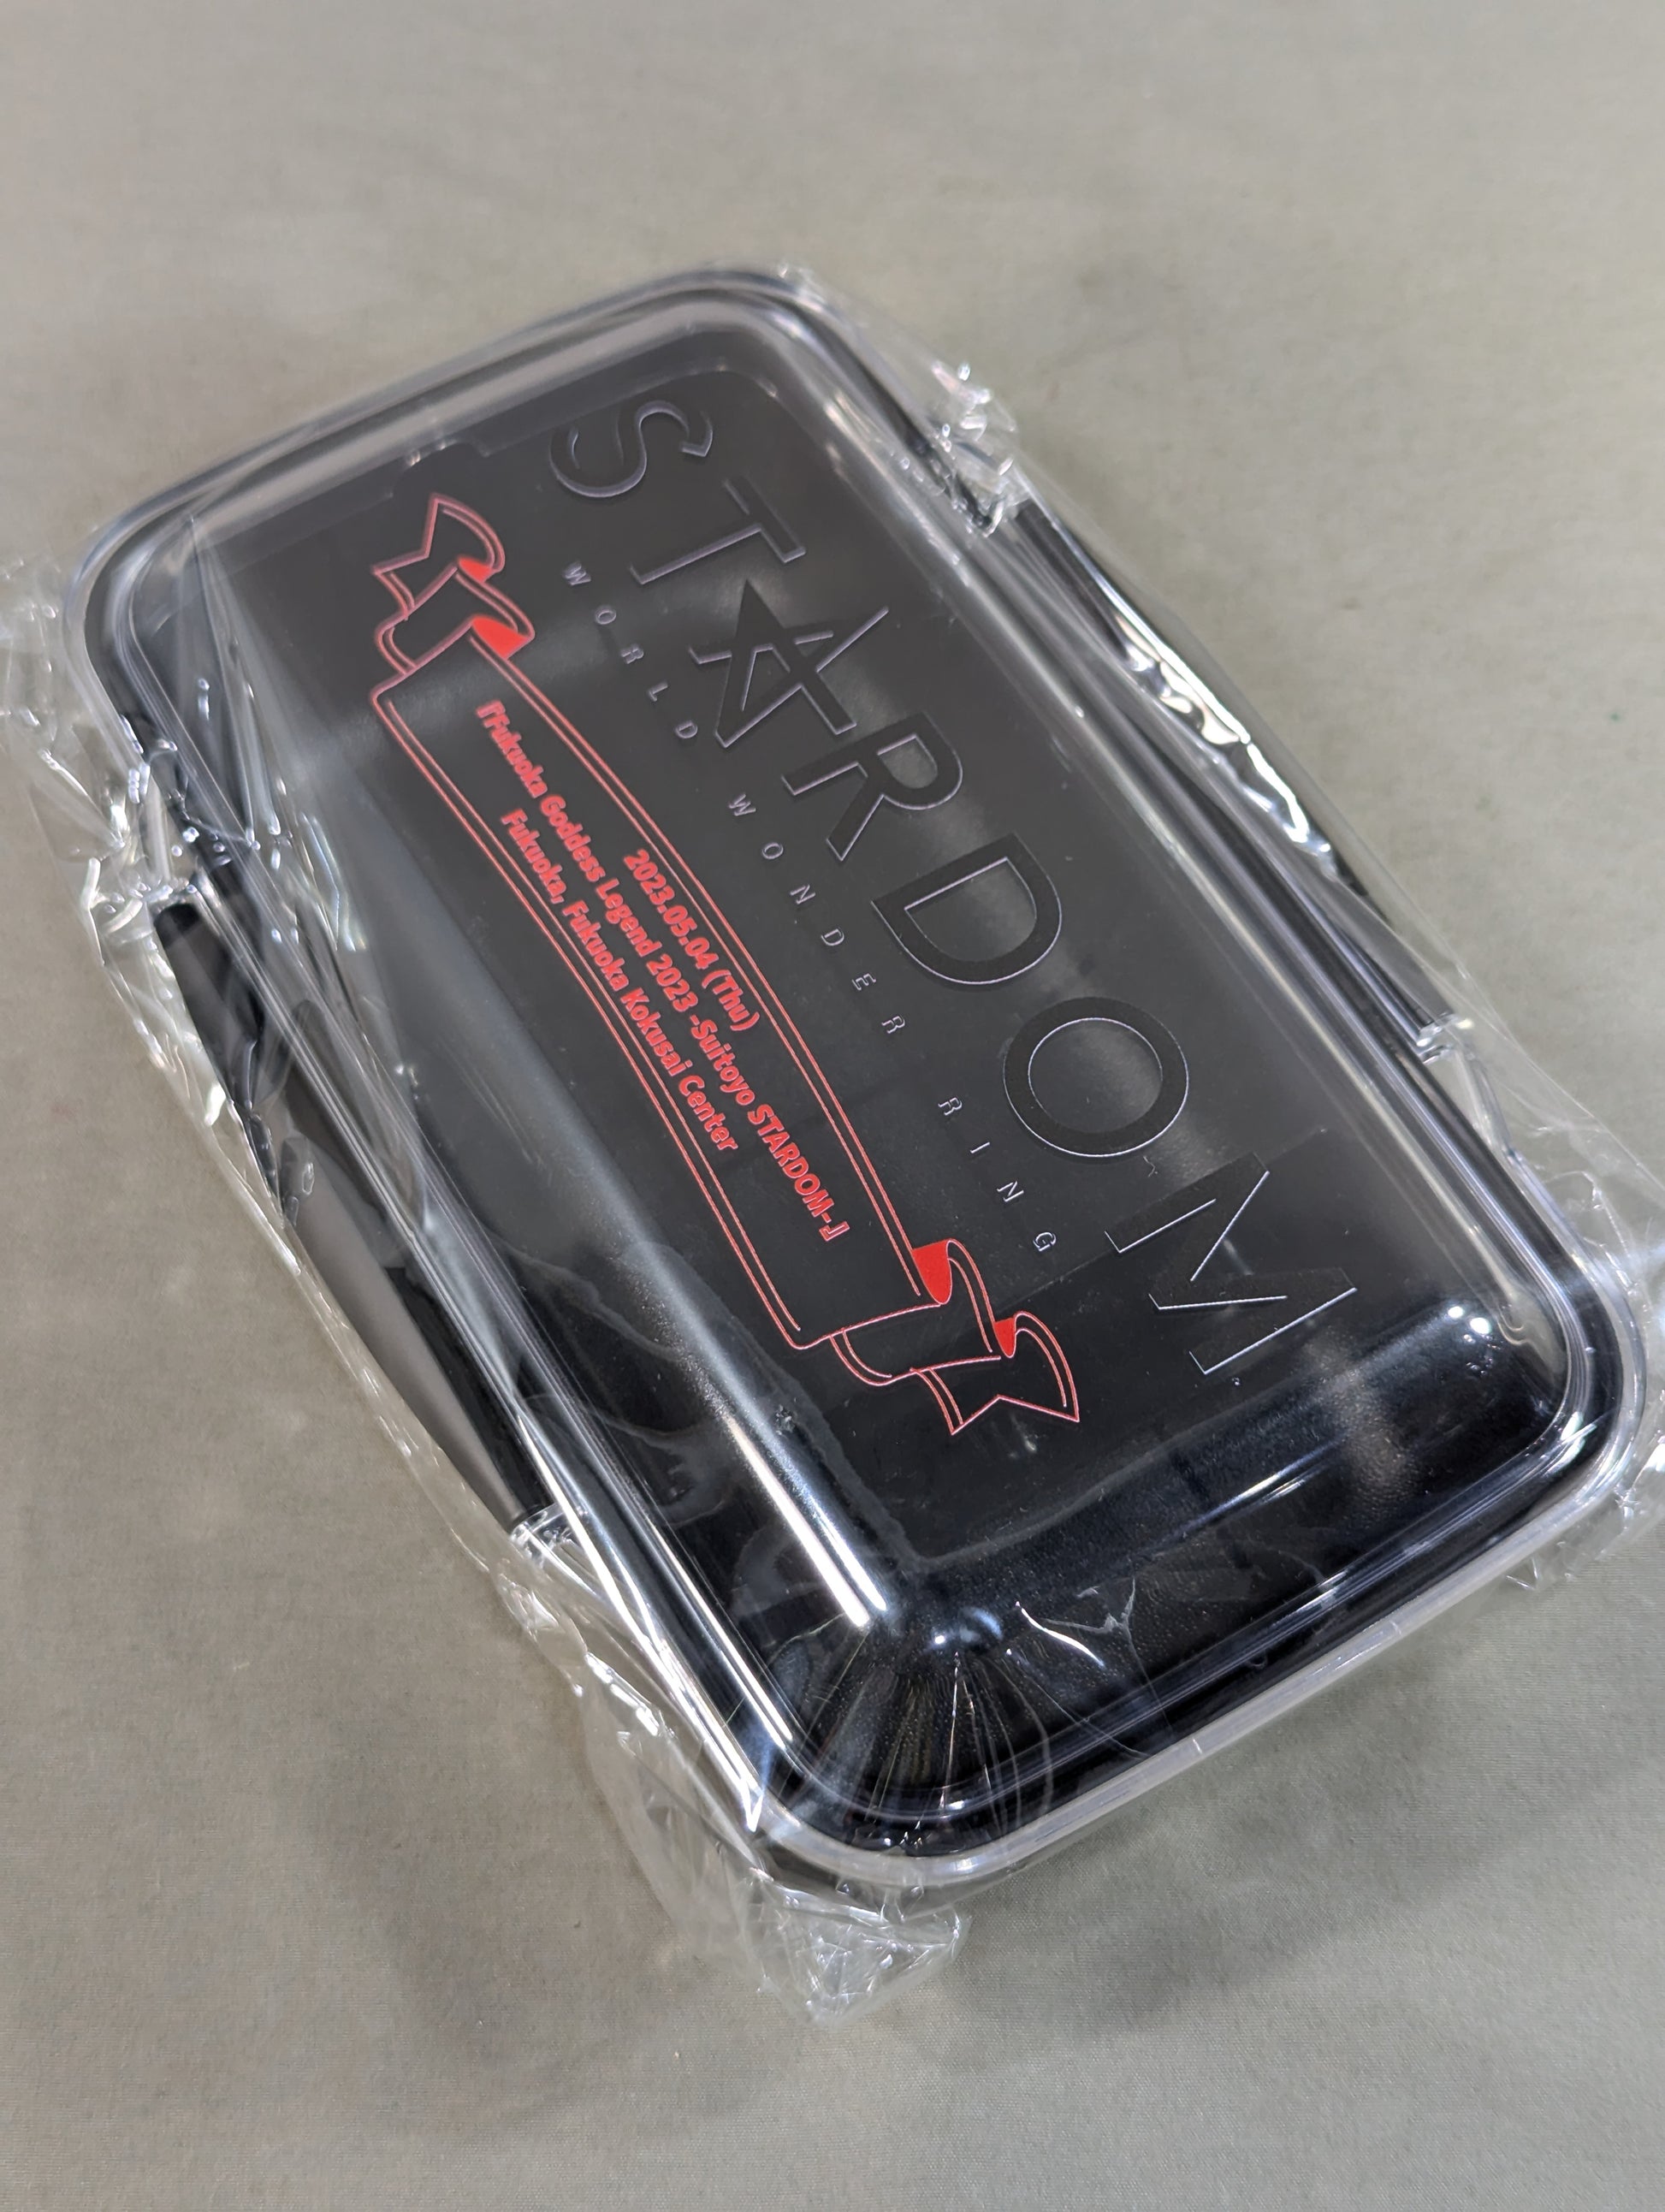 STARDOM
WORLD WONDER RING
2023.05.04 (Thu)
『Fukuoka Goddess Legend 2023 -Suitoyo STARDOM-』
Fukuoka, Fukuoka Kokusai Center